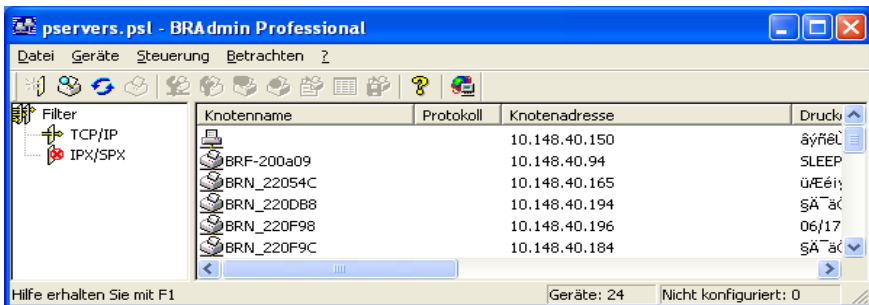 pservers.psl - BRAdmin Professional
Datei Geräte Steuerung Betrachten ?
Filter
TCP/IP
IPX/SPX
Knotenname Protokoll Knotenadresse
10.148.40.150
BRF-200a09 10.148.40.94 SLEEP
BRN_22054C 10.148.40.165
BRN_220DB8 10.148.40.194
BRN_220F98 10.148.40.196 06/17
BRN_220F9C 10.148.40.184
Hilfe erhalten Sie mit F1 Geräte: 24 Nicht konfiguriert: 0